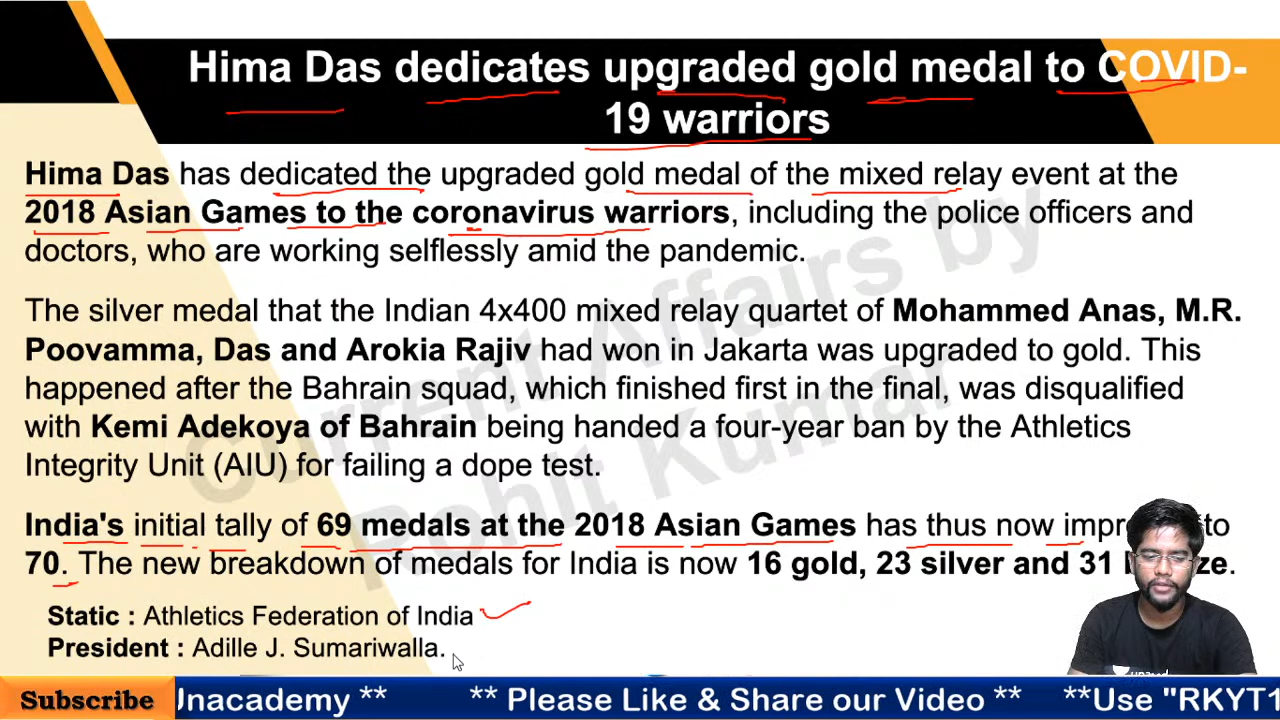 Hima Das dedicates upgraded gold medal to COVID-
19 warriors
Hima Das has dedicated the upgraded gold medal of the mixed relay event at the
2018 Asian Games to the coronavirus warriors, including the police officers and
doctors, who are working selflessly amid the pandemic.
The silver medal that the Indian 4x400 mixed relay quartet of Mohammed Anas, M.R.
Poovamma, Das and Arokia Rajiv had won in Jakarta was upgraded to gold. This
happened after the Bahrain squad, which finished first in the final, was disqualified
with Kemi Adekoya of Bahrain being handed a four-year ban by the Athletics
Integrity Unit (AIU) for failing a dope test.
India's initial tally of 69 medals at the 2018 Asian Games has thus now to
70. The new breakdown of medals for India is now 16 gold, 23 silver and 31
Static : Athletics Federation of India
President : Adille J. Sumariwalla.
Current Affairs by
Rohit Kumar
Subscribe
Unacademy ** ** Please Like & Share our Video ** **Use "RKYT1